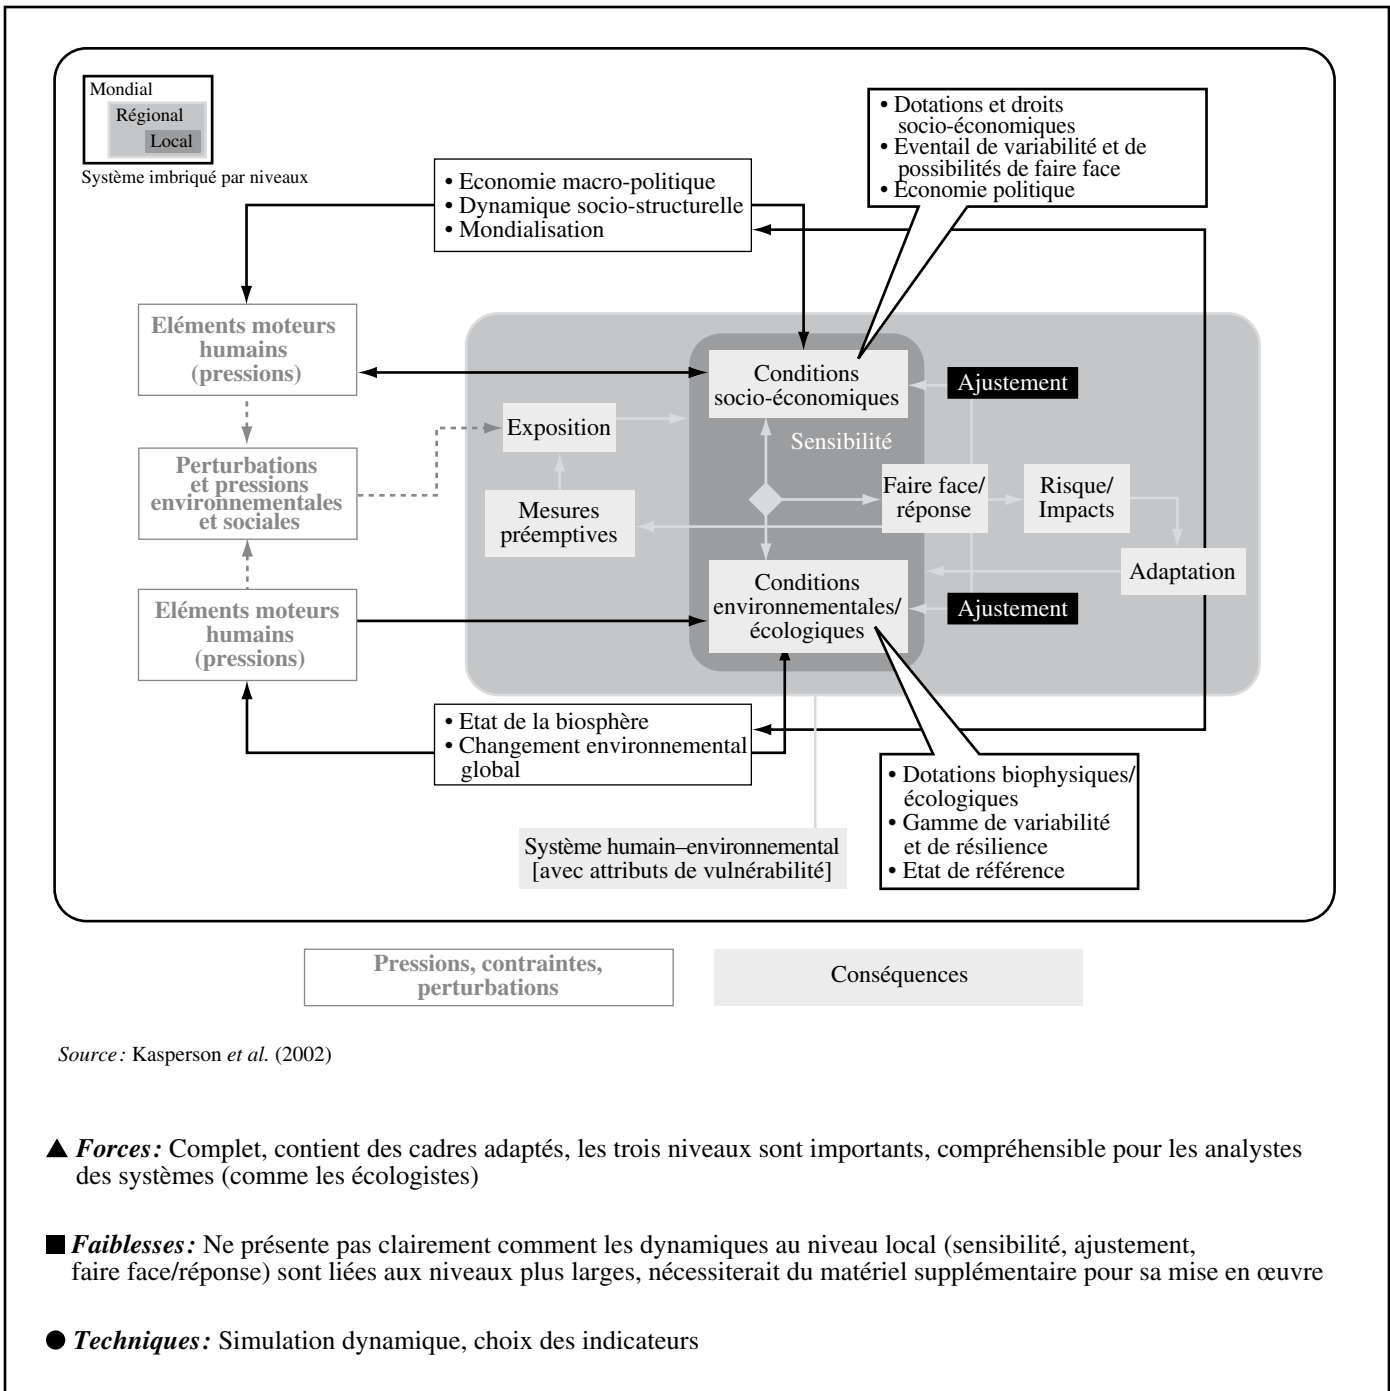 Mondial
Régional
Local
Système imbriqué par niveaux
• Economie macro-politique
• Dynamique socio-structurelle
• Mondialisation
• Dotations et droits
socio-économiques
• Eventail de variabilité et de
possibilités de faire face
• Economie politique
Eléments moteurs
humains
(pressions)
Perturbations
et pressions
environnementales
et sociales
Eléments moteurs
humains
(pressions)
Exposition
Mesures
préemptives
Conditions
socio-économiques
Sensibilité
Faire face/
réponse
Conditions
environnementales/
écologiques
Ajustement
Risque/
Impacts
Adaptation
Ajustement
• Etat de la biosphère
• Changement environnemental
global
Système humain–environnemental
[avec attributs de vulnérabilité]
• Dotations biophysiques/
écologiques
• Gamme de variabilité
et de résilience
• Etat de référence
Pressions, contraintes,
perturbations
Conséquences
Source : Kasperson et al. (2002)
▲ Forces : Complet, contient des cadres adaptés, les trois niveaux sont importants, compréhensible pour les analystes
des systèmes (comme les écologistes)
■ Faiblesses : Ne présente pas clairement comment les dynamiques au niveau local (sensibilité, ajustement,
faire face/réponse) sont liées aux niveaux plus larges, nécessiterait du matériel supplémentaire pour sa mise en œuvre
● Techniques : Simulation dynamique, choix des indicateurs